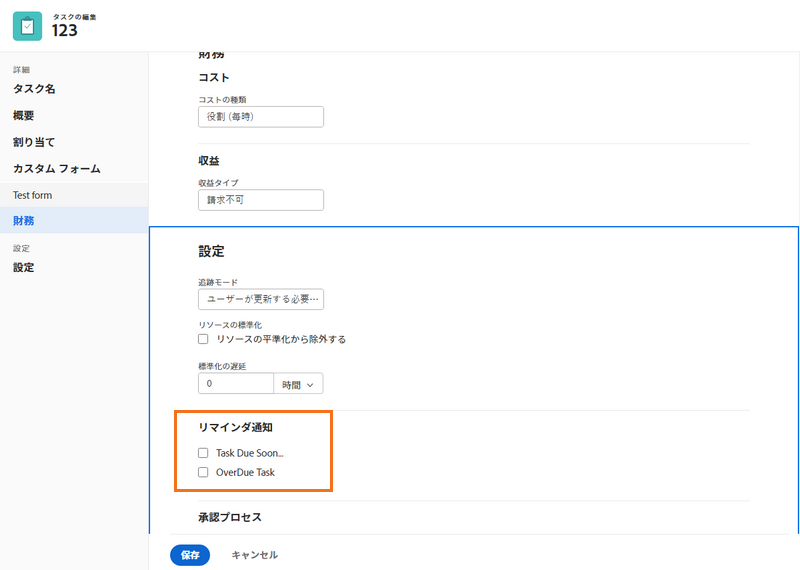 タスクの編集
123
詳細
タスク名
概要
割り当て
カスタム フォーム
Test form
財務
設定
設定
財務
コスト
コストの種類
役割 (毎時)
収益
収益タイプ
請求不可
設定
追跡モード
ユーザーが更新する必要…
リソースの標準化
リソースの平準化から除外する
標準化の遅延
0
時間
リマインダ通知
Task Due Soon...
OverDue Task
承認プロセス
保存
キャンセル